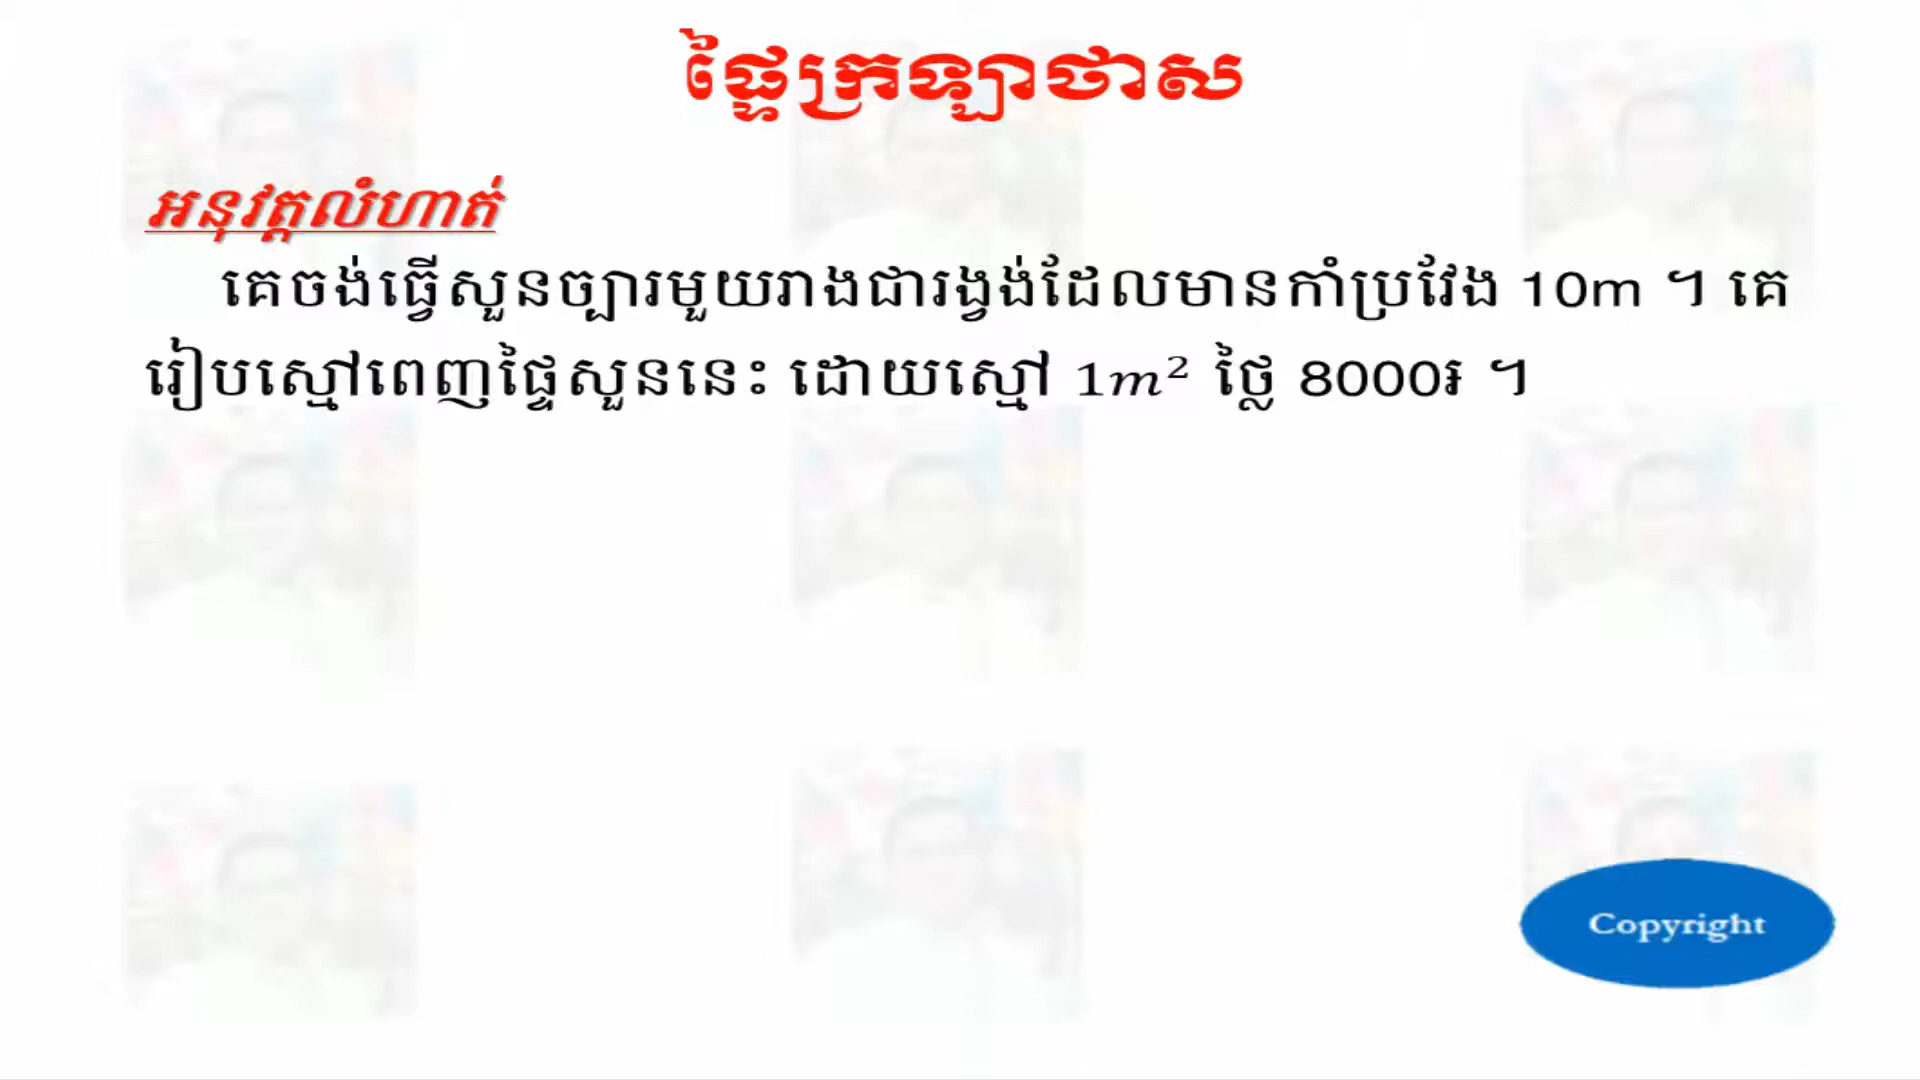 ផ្ទៃក្រឡាថាស
អនុវត្តលំហាត់
គេចង់ធ្វើសួនច្បារមួយរាងជារង្វង់ដែលមានកាំប្រវែង 10m ។ គេ
រៀបស្មៅពេញផ្ទៃសួននេះ ដោយស្មៅ 1m² ថ្លៃ 8000៛ ។
Copyright